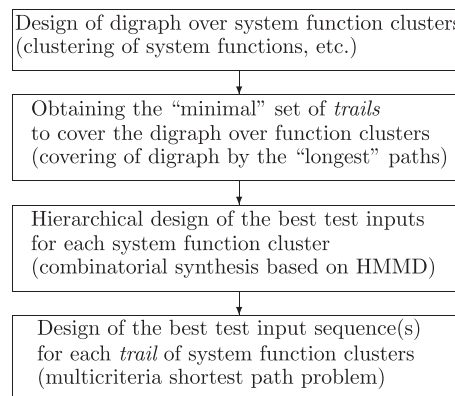 Design of digraph over system function clusters
(clustering of system functions, etc.)
Obtaining the “minimal” set of trails
to cover the digraph over function clusters
(covering of digraph by the “longest” paths)
Hierarchical design of the best test inputs
for each system function cluster
(combinatorial synthesis based on HMMD)
Design of the best test input sequence(s)
for each trail of system function clusters
(multicriteria shortest path problem)